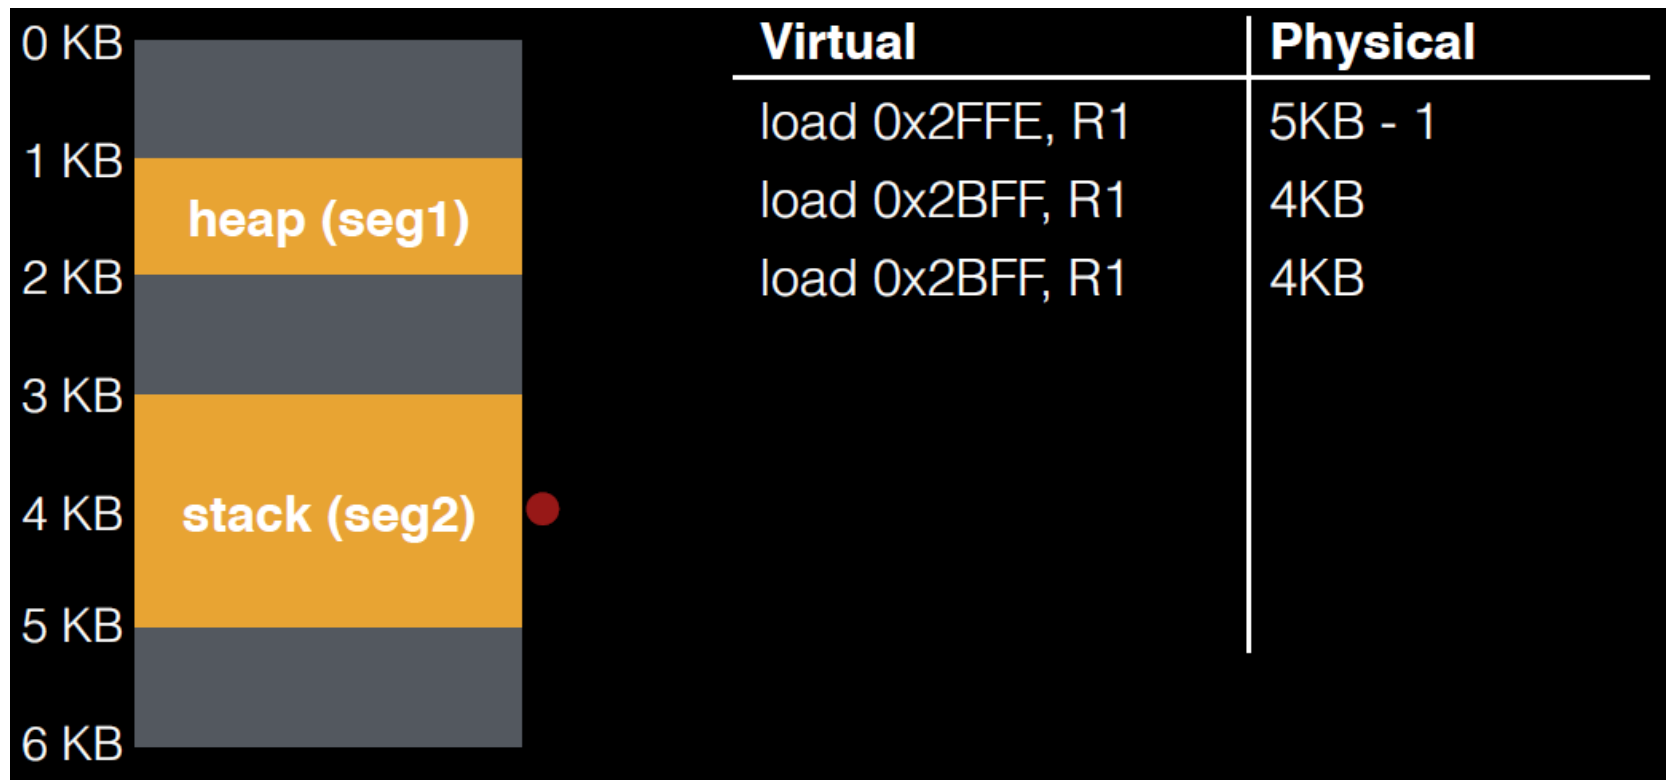 0 KB
1 KB
heap (seg1)
2 KB
3 KB
4 KB
stack (seg2)
5 KB
6 KB
Virtual Physical
load 0x2FFE, R1 5KB - 1
load 0x2BFF, R1 4KB
load 0x2BFF, R1 4KB